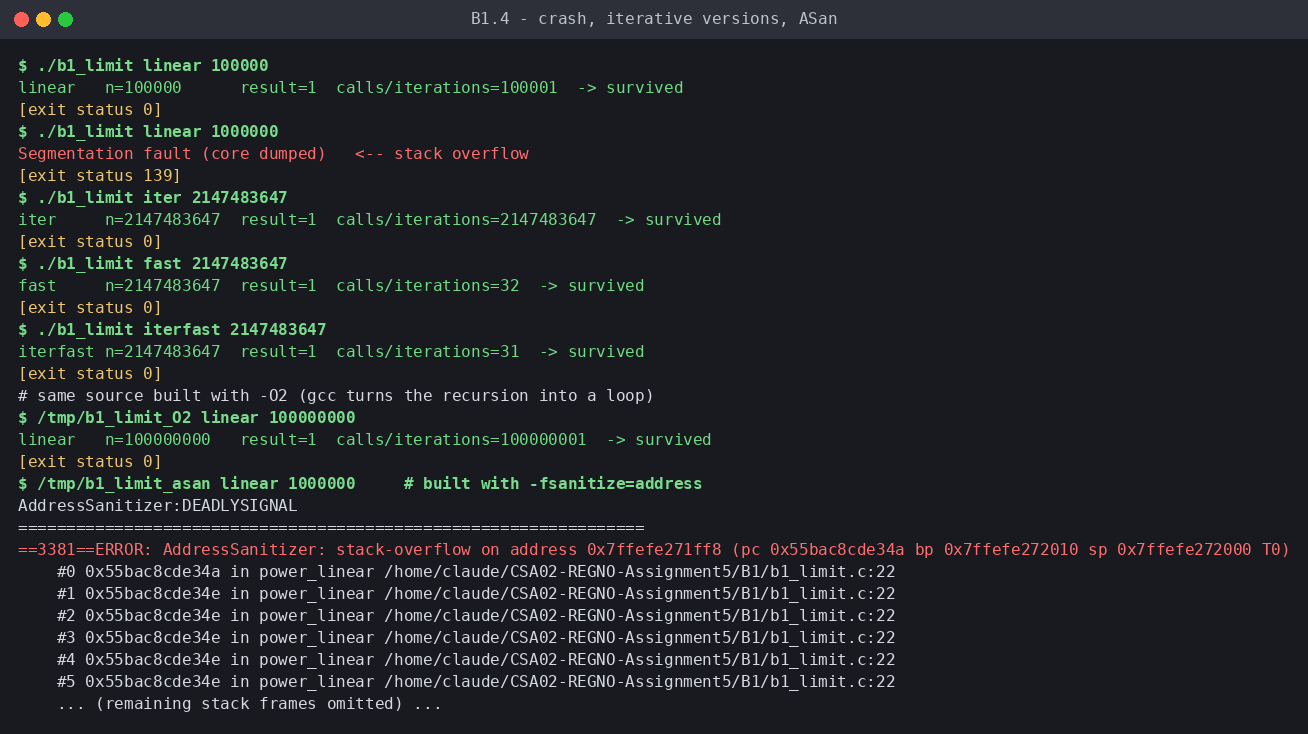 B1.4 - crash, iterative versions, ASan
$ ./b1_limit linear 100000
linear   n=100000      result=1  calls/iterations=100001  -> survived
[exit status 0]
$ ./b1_limit linear 1000000
Segmentation fault (core dumped)   <-- stack overflow
[exit status 139]
$ ./b1_limit iter 2147483647
iter     n=2147483647  result=1  calls/iterations=2147483647  -> survived
[exit status 0]
$ ./b1_limit fast 2147483647
fast     n=2147483647  result=1  calls/iterations=32  -> survived
[exit status 0]
$ ./b1_limit iterfast 2147483647
iterfast n=2147483647  result=1  calls/iterations=31  -> survived
[exit status 0]
# same source built with -O2 (gcc turns the recursion into a loop)
$ /tmp/b1_limit_O2 linear 100000000
linear   n=100000000   result=1  calls/iterations=100000001  -> survived
[exit status 0]
$ /tmp/b1_limit_asan linear 1000000     # built with -fsanitize=address
AddressSanitizer:DEADLYSIGNAL
=================================================================
==3381==ERROR: AddressSanitizer: stack-overflow on address 0x7ffefe271ff8 (pc 0x55bac8cde34a bp 0x7ffefe272010 sp 0x7ffefe272000 T0)
    #0 0x55bac8cde34a in power_linear /home/claude/CSA02-REGNO-Assignment5/B1/b1_limit.c:22
    #1 0x55bac8cde34e in power_linear /home/claude/CSA02-REGNO-Assignment5/B1/b1_limit.c:22
    #2 0x55bac8cde34e in power_linear /home/claude/CSA02-REGNO-Assignment5/B1/b1_limit.c:22
    #3 0x55bac8cde34e in power_linear /home/claude/CSA02-REGNO-Assignment5/B1/b1_limit.c:22
    #4 0x55bac8cde34e in power_linear /home/claude/CSA02-REGNO-Assignment5/B1/b1_limit.c:22
    #5 0x55bac8cde34e in power_linear /home/claude/CSA02-REGNO-Assignment5/B1/b1_limit.c:22
    ... (remaining stack frames omitted) ...